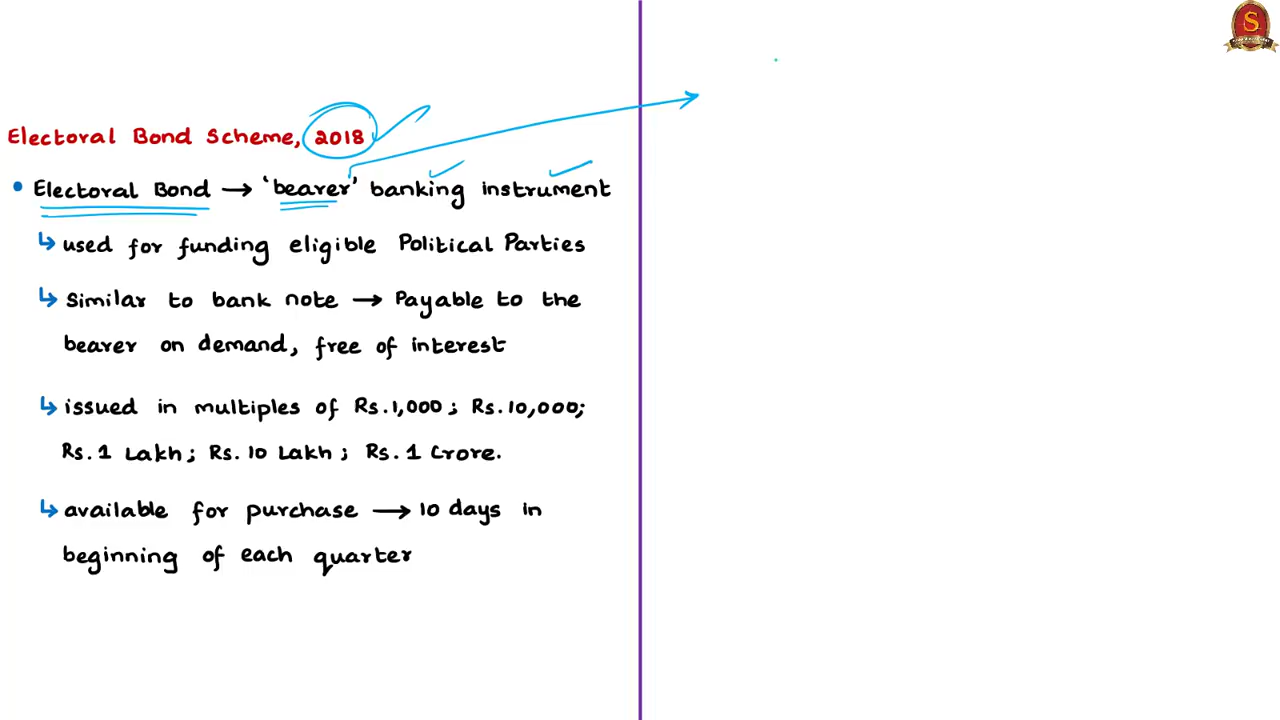 Electoral Bond Scheme, 2018
• Electoral Bond → 'bearer' banking instrument
↳ used for funding eligible Political Parties
↳ Similar to bank note → Payable to the
bearer on demand, free of interest
↳ issued in multiples of Rs.1,000; Rs.10,000;
Rs. 1 Lakh; Rs. 10 Lakh; Rs. 1 Crore.
↳ available for purchase → 10 days in
beginning of each quarter
S